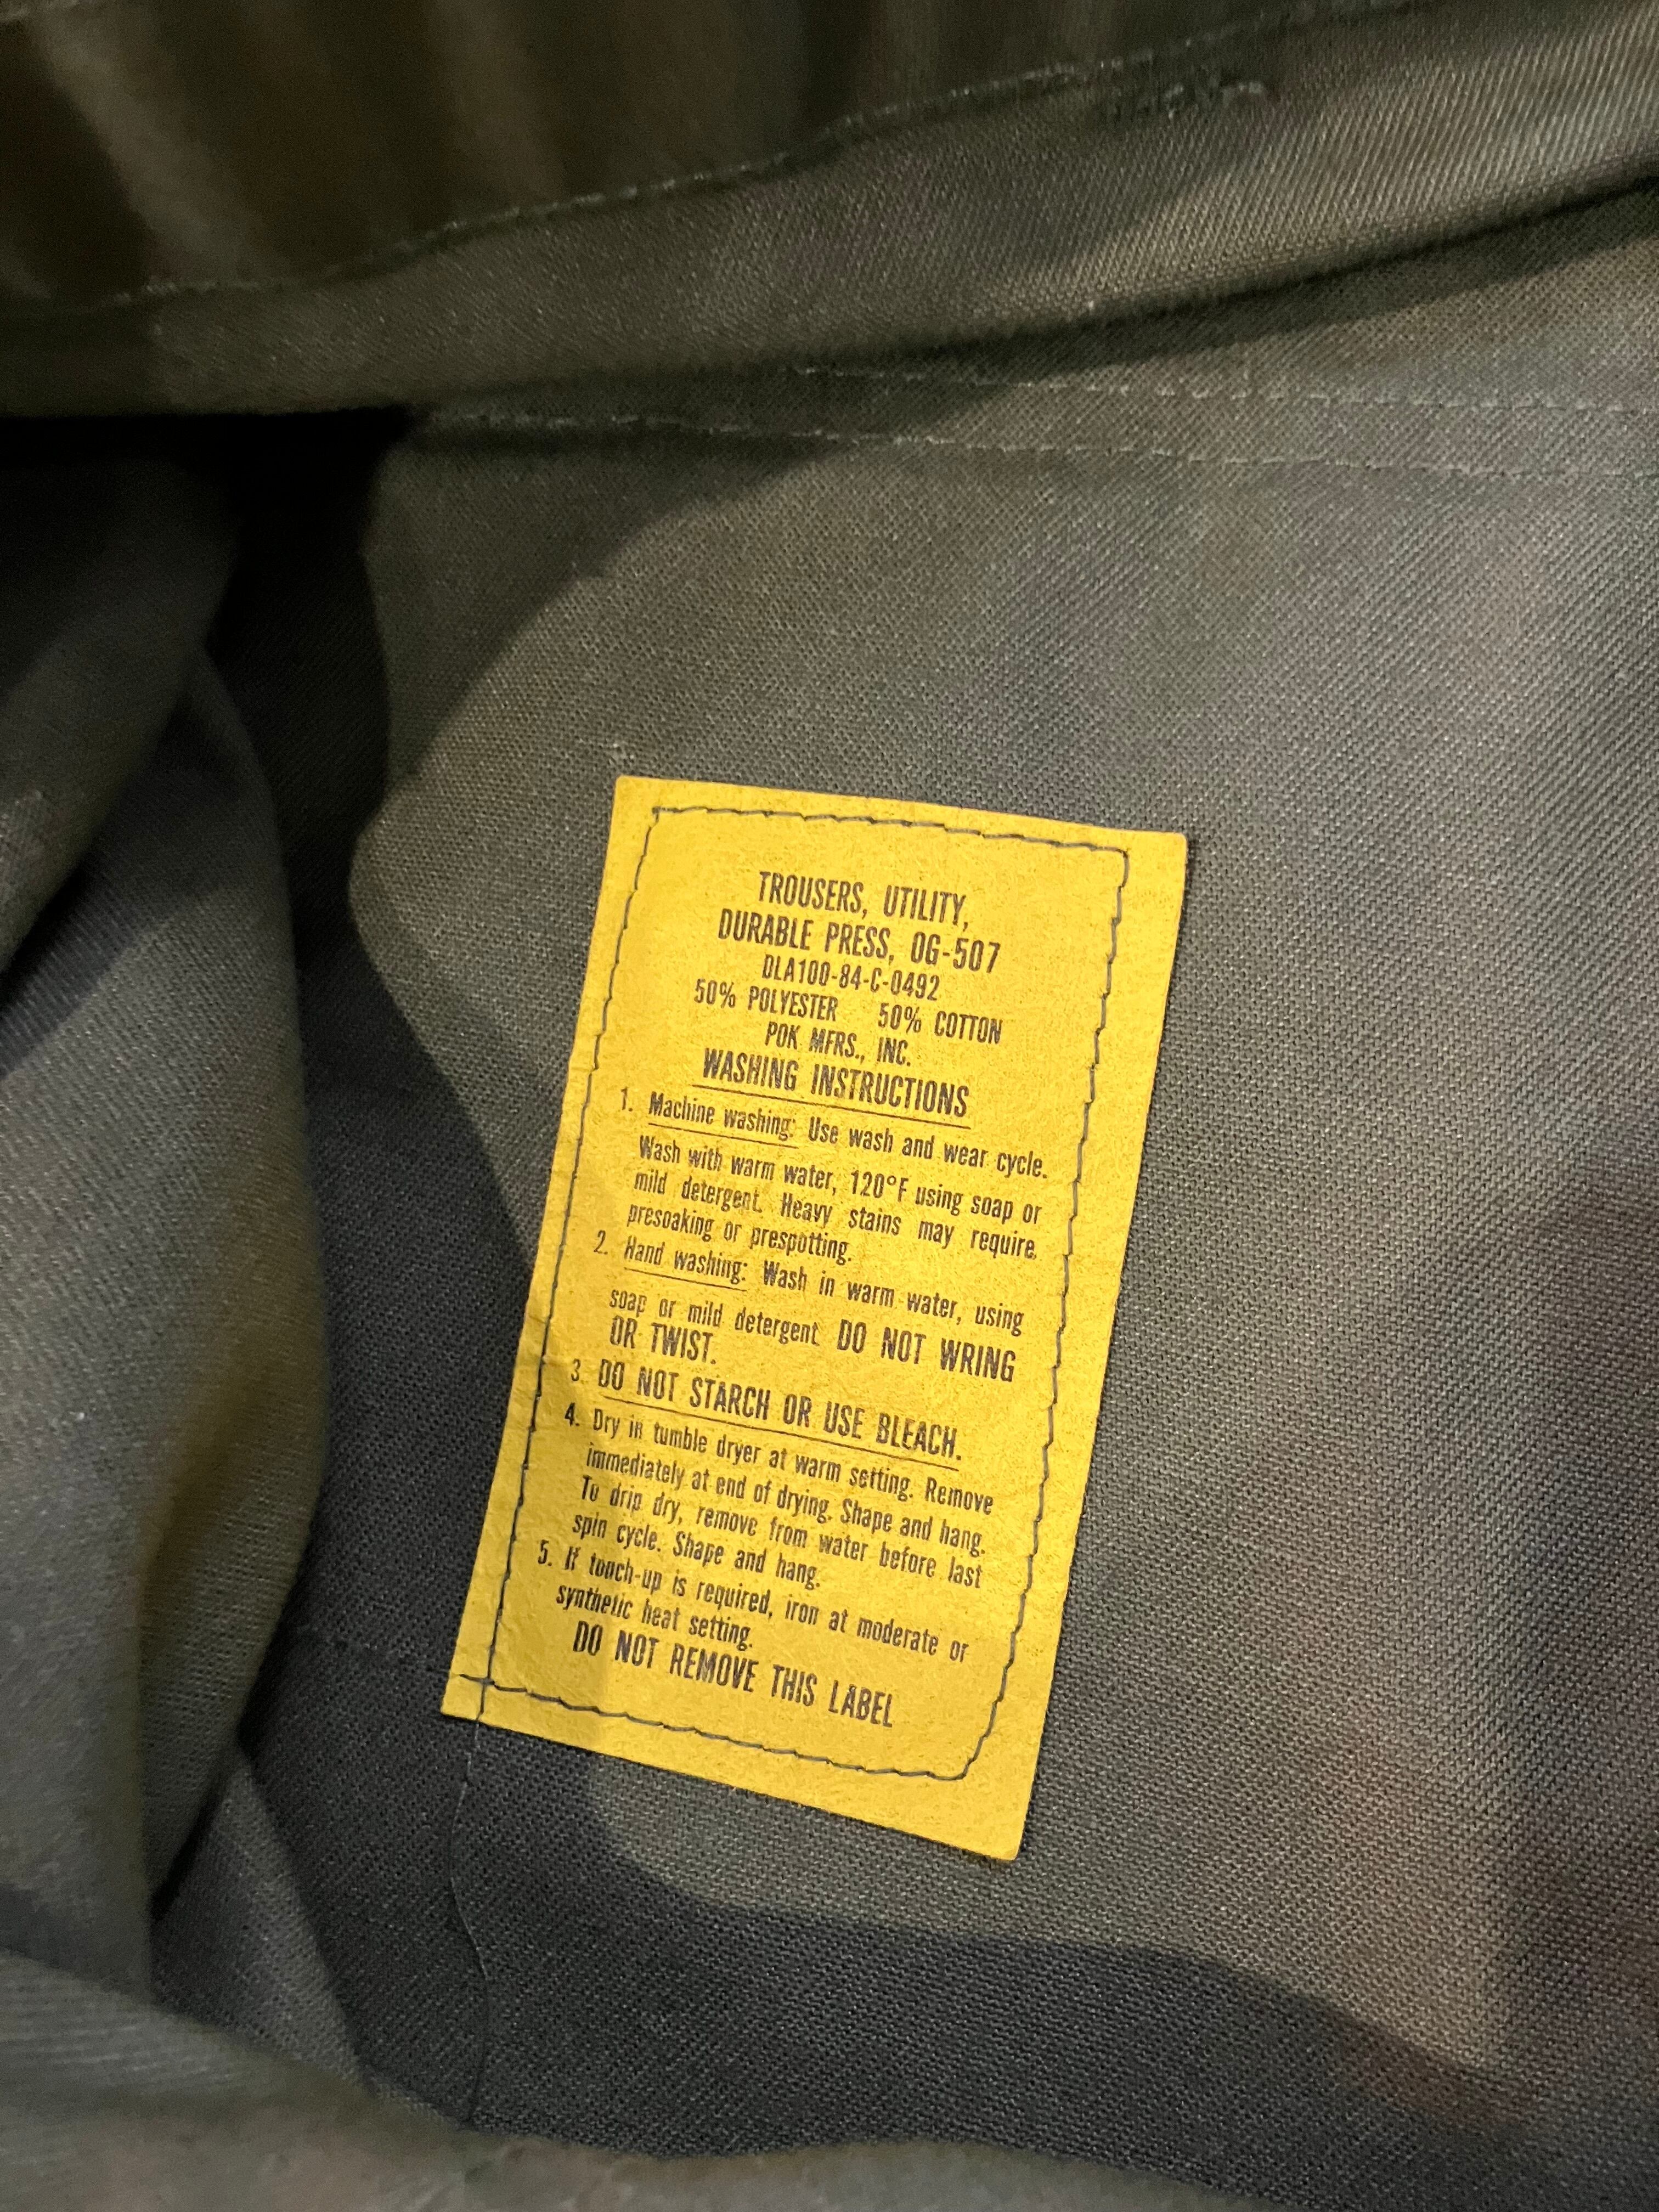 TROUSERS, UTILITY,
DURABLE PRESS, OG-507
DLA100-84-C-0492
50% POLYESTER 50% COTTON
POK MFRS., INC.
WASHING INSTRUCTIONS
1. Machine washing: Use wash and wear cycle.
Wash with warm water, 120°F using soap or
mild detergent. Heavy stains may require.
presoaking or prespotting.
2. Hand washing: Wash in warm water, using
soap or mild detergent. DO NOT WRING
OR TWIST.
3. DO NOT STARCH OR USE BLEACH.
4. Dry in tumble dryer at warm setting. Remove
immediately at end of drying. Shape and hang.
To drip dry, remove from water before last
spin cycle. Shape and hang.
5. If touch-up is required, iron at moderate or
synthetic heat setting.
DO NOT REMOVE THIS LABEL